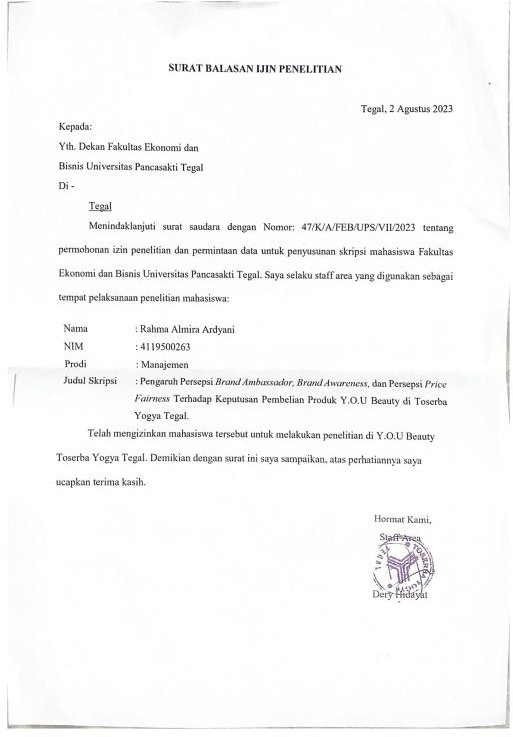 SURAT BALASAN IJIN PENELITIAN
Tegal, 2 Agustus 2023
Kepada:
Yth. Dekan Fakultas Ekonomi dan
Bisnis Universitas Pancasakti Tegal
Di -
Tegal
Menindaklanjuti surat saudara dengan Nomor: 47/K/A/FEB/UPS/VII/2023 tentang
permohonan izin penelitian dan permintaan data untuk penyusunan skripsi mahasiswa Fakultas
Ekonomi dan Bisnis Universitas Pancasakti Tegal. Saya selaku staff area yang digunakan sebagai
tempat pelaksanaan penelitian mahasiswa:
Nama : Rahma Almira Ardyani
NIM : 4119500263
Prodi : Manajemen
Judul Skripsi : Pengaruh Persepsi Brand Ambassador, Brand Awareness, dan Persepsi Price
Fairness Terhadap Keputusan Pembelian Produk Y.O.U Beauty di Toserba
Yogya Tegal.
Telah mengizinkan mahasiswa tersebut untuk melakukan penelitian di Y.O.U Beauty
Toserba Yogya Tegal. Demikian dengan surat ini saya sampaikan, atas perhatiannya saya
ucapkan terima kasih.
Hormat Kami,
Staff Area
TOSERBA
Dery Hidayat